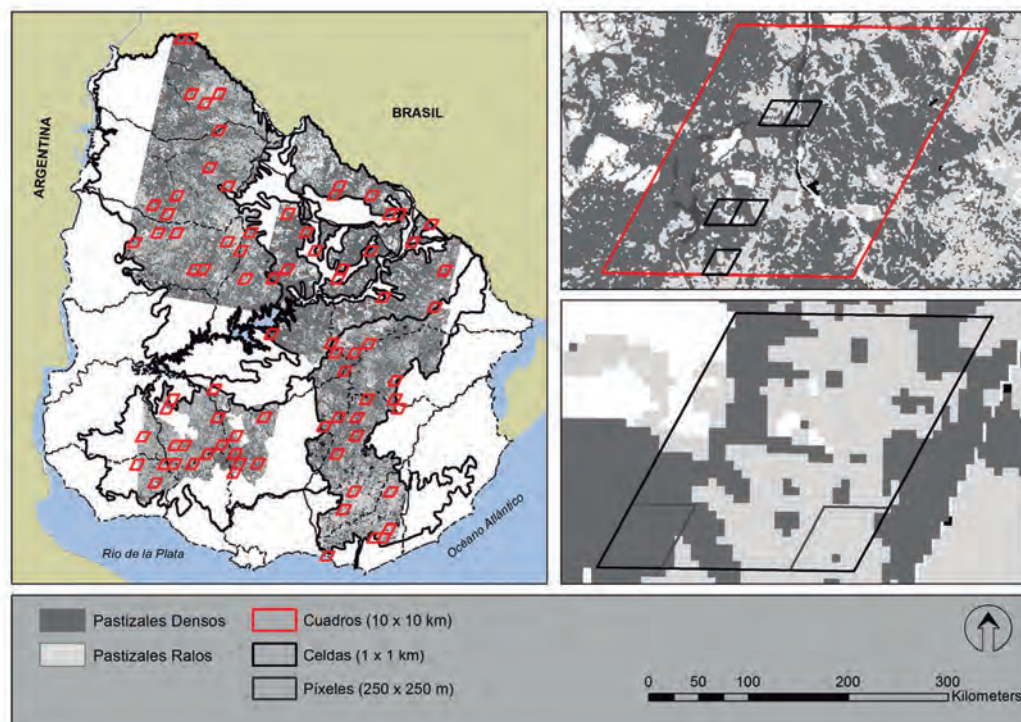 ARGENTINA
BRASIL
Río de la Plata
Océano Atlántico
Pastizales Densos
Pastizales Ralos
Cuadros (10 x 10 km)
Celdas (1 x 1 km)
Píxeles (250 x 250 m)
0 50 100 200 300
Kilometers